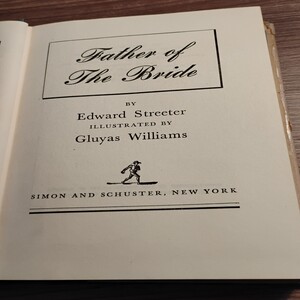 Father of
The Bride
BY
Edward Streeter
ILLUSTRATED BY
Gluyas Williams
SIMON AND SCHUSTER, NEW YORK